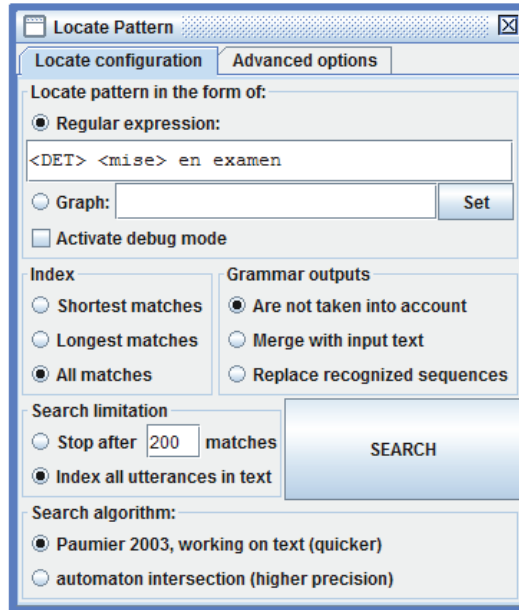 Locate Pattern
Locate configuration Advanced options
Locate pattern in the form of:
Regular expression:
<DET> <mise> en examen
Graph: Set
Activate debug mode
Index Grammar outputs
Shortest matches Are not taken into account
Longest matches Merge with input text
All matches Replace recognized sequences
Search limitation
Stop after 200 matches
SEARCH
Index all utterances in text
Search algorithm:
Paumier 2003, working on text (quicker)
automaton intersection (higher precision)